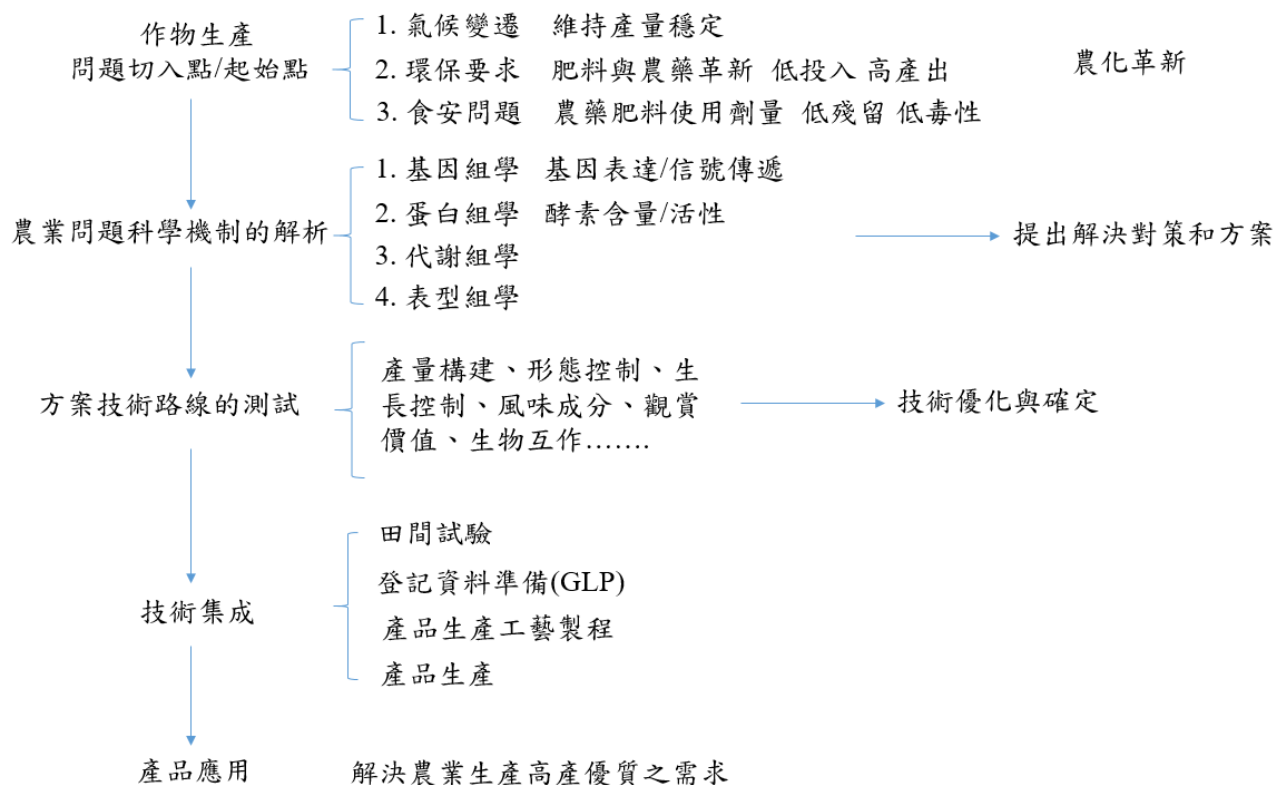 作物生產
問題切入點/起始點
1. 氣候變遷 維持產量穩定
2. 環保要求 肥料與農藥革新 低投入 高產出
3. 食安問題 農藥肥料使用劑量 低殘留 低毒性
農化革新
農業問題科學機制的解析
1. 基因組學 基因表達/信號傳遞
2. 蛋白組學 酵素含量/活性
3. 代謝組學
4. 表型組學
提出解決對策和方案
方案技術路線的測試
產量構建、形態控制、生
長控制、風味成分、觀賞
價值、生物互作…….
技術優化與確定
技術集成
田間試驗
登記資料準備(GLP)
產品生產工藝製程
產品生產
產品應用
解決農業生產高產優質之需求